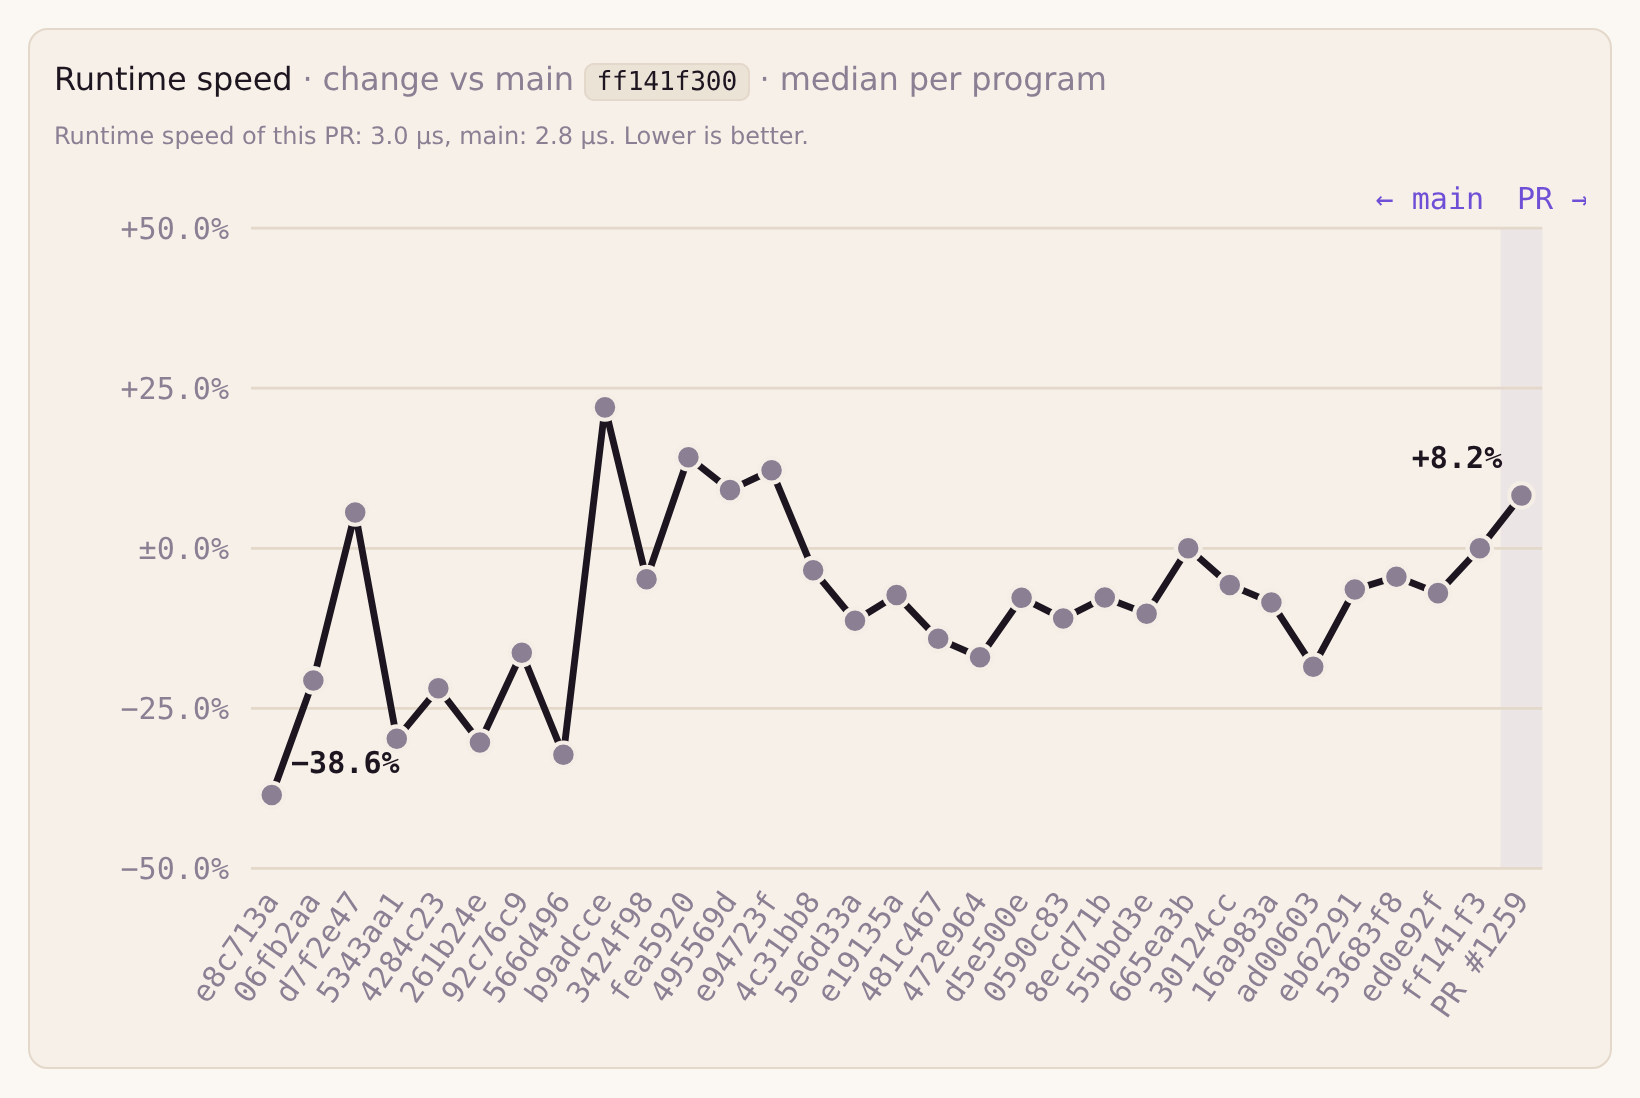 Runtime speed · change vs main ff141f300 · median per program
Runtime speed of this PR: 3.0 µs, main: 2.8 µs. Lower is better.
← main PR →
+50.0%
+25.0%
+8.2%
±0.0%
−25.0%
−38.6%
−50.0%
e8c713a
06fb2aa
d7f2e47
5343aa1
4284c23
261b24e
92c76c9
566d496
b9adcce
3424f98
fea5920
495569d
e94723f
4c31bb8
5e6d33a
e19135a
481c467
472e964
d5e500e
0590c83
8ecd71b
55bbd3e
665ea3b
30124cc
16a983a
ad00603
eb62291
53683f8
ed0e92f
ff141f3
PR #1259